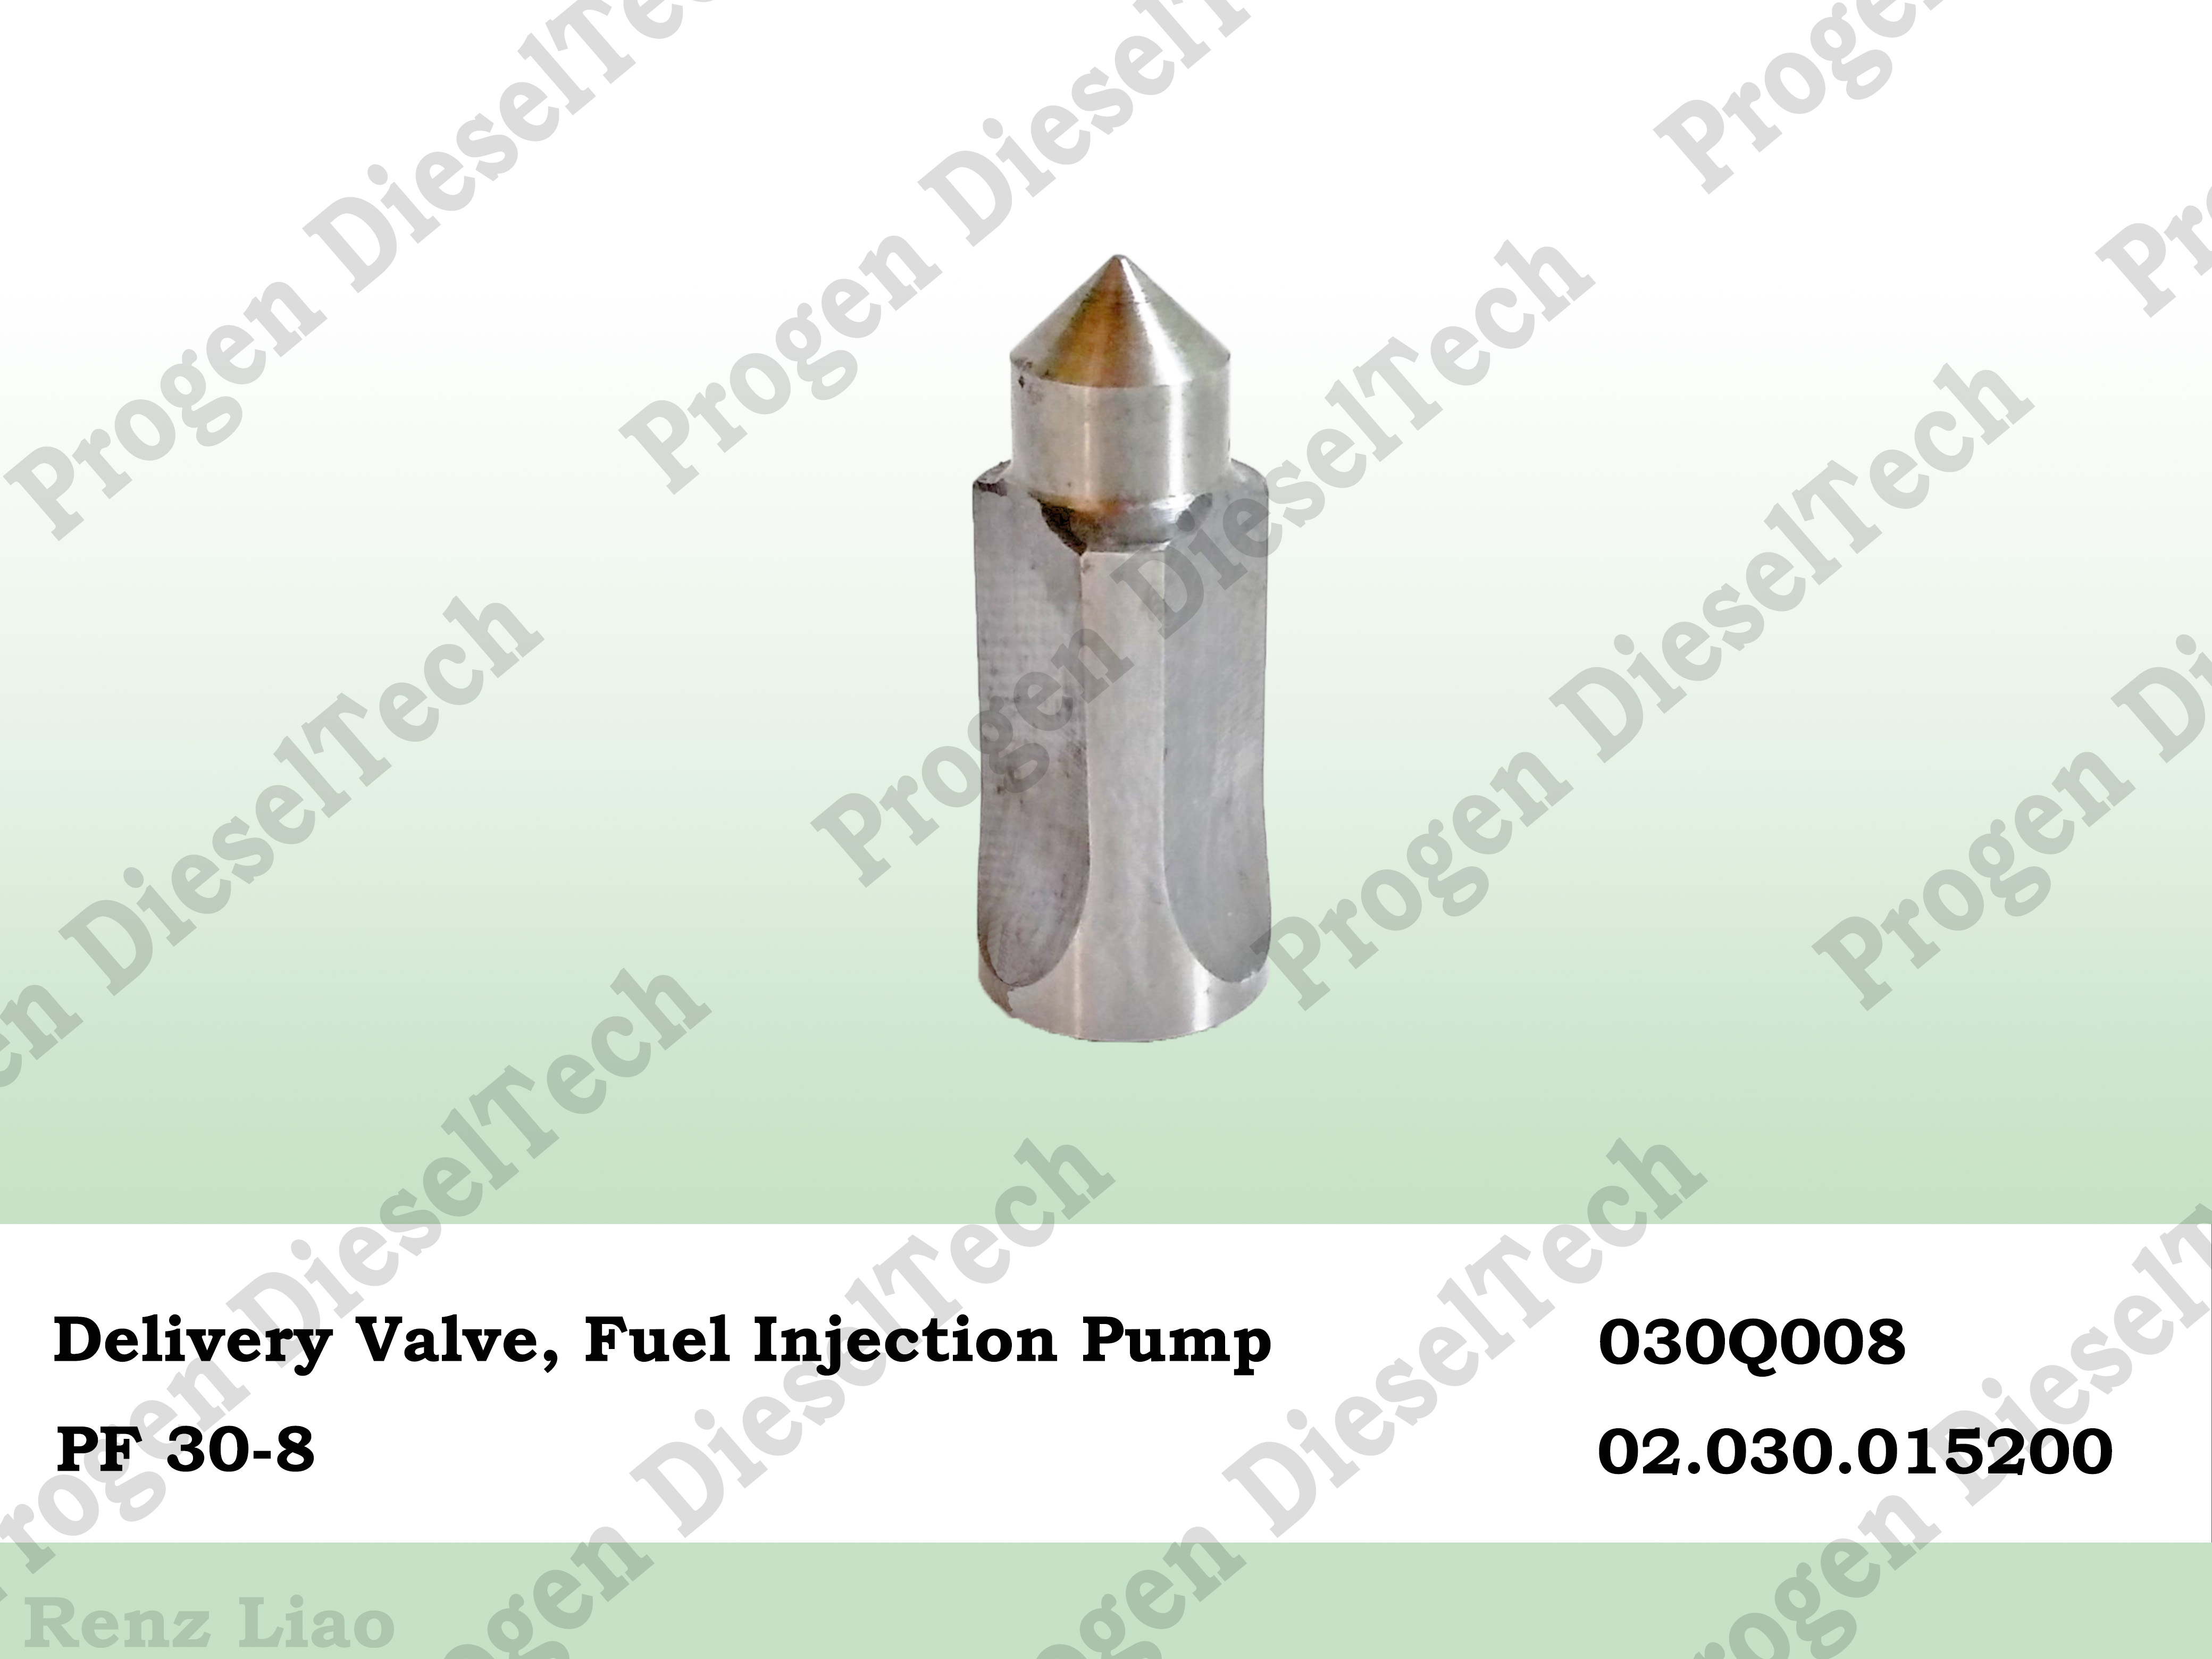 Progen DieselTech
Delivery Valve, Fuel Injection Pump 030Q008
PF 30-8 02.030.015200
Renz Liao